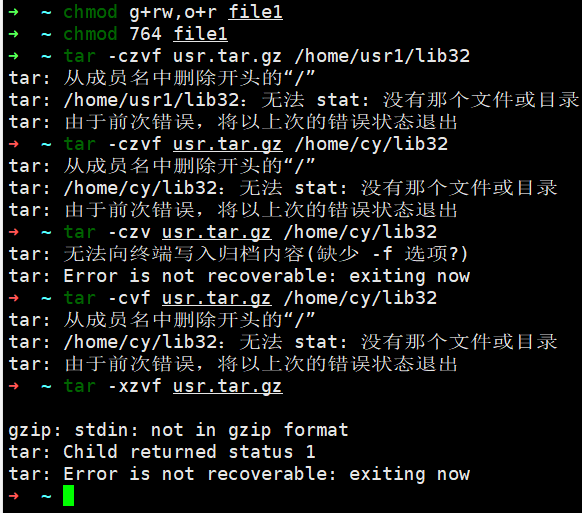 ➜  ~ chmod g+rw,o+r file1
➜  ~ chmod 764 file1
➜  ~ tar -czvf usr.tar.gz /home/usr1/lib32
tar: 从成员名中删除开头的“/”
tar: /home/usr1/lib32：无法 stat: 没有那个文件或目录
tar: 由于前次错误，将以上次的错误状态退出
➜  ~ tar -czvf usr.tar.gz /home/cy/lib32
tar: 从成员名中删除开头的“/”
tar: /home/cy/lib32：无法 stat: 没有那个文件或目录
tar: 由于前次错误，将以上次的错误状态退出
➜  ~ tar -czv usr.tar.gz /home/cy/lib32
tar: 无法向终端写入归档内容(缺少 -f 选项?)
tar: Error is not recoverable: exiting now
➜  ~ tar -cvf usr.tar.gz /home/cy/lib32
tar: 从成员名中删除开头的“/”
tar: /home/cy/lib32：无法 stat: 没有那个文件或目录
tar: 由于前次错误，将以上次的错误状态退出
➜  ~ tar -xzvf usr.tar.gz
gzip: stdin: not in gzip format
tar: Child returned status 1
tar: Error is not recoverable: exiting now
➜  ~